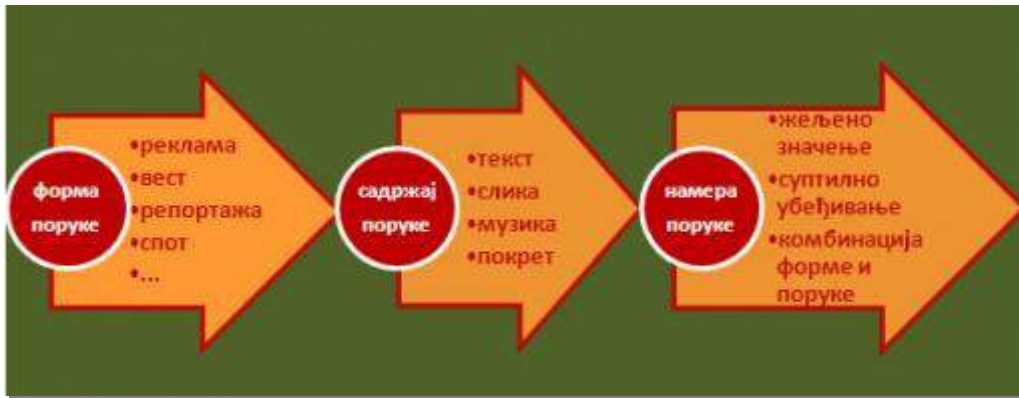 форма
поруке
•реклама
•вест
•репортажа
•спот
•...
садржај
поруке
•текст
•слика
•музика
•покрет
намера
поруке
•жељено
значење
•суптилно
убеђивање
•комбинација
форме и
поруке